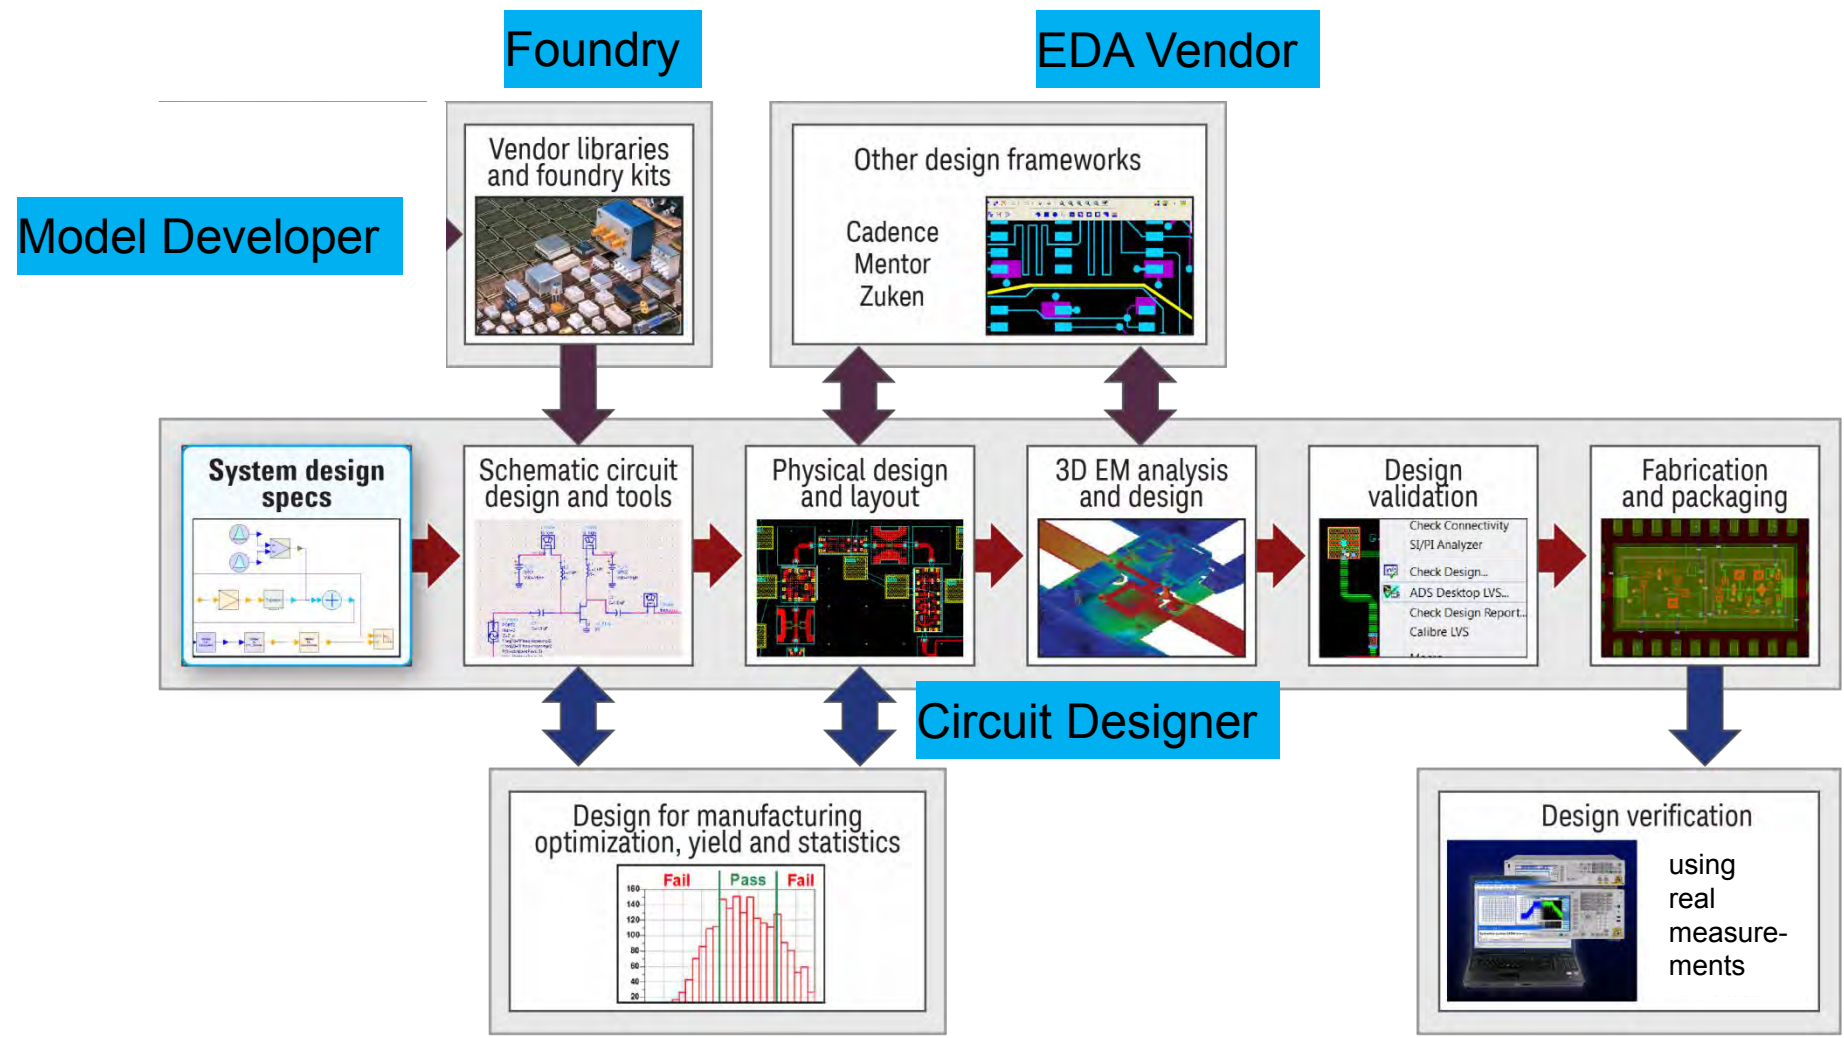 Foundry
EDA Vendor
Model Developer
Vendor libraries
and foundry kits
Other design frameworks
Cadence
Mentor
Zuken
System design
specs
Schematic circuit
design and tools
Physical design
and layout
3D EM analysis
and design
Design
validation
Check Connectivity
SI/PI Analyzer
Check Design...
ADS Desktop LVS...
Check Design Report...
Calibre LVS
Fabrication
and packaging
Circuit Designer
Design for manufacturing
optimization, yield and statistics
Fail Pass Fail
160
140
120
100
80
60
40
20
Design verification
using
real
measure-
ments